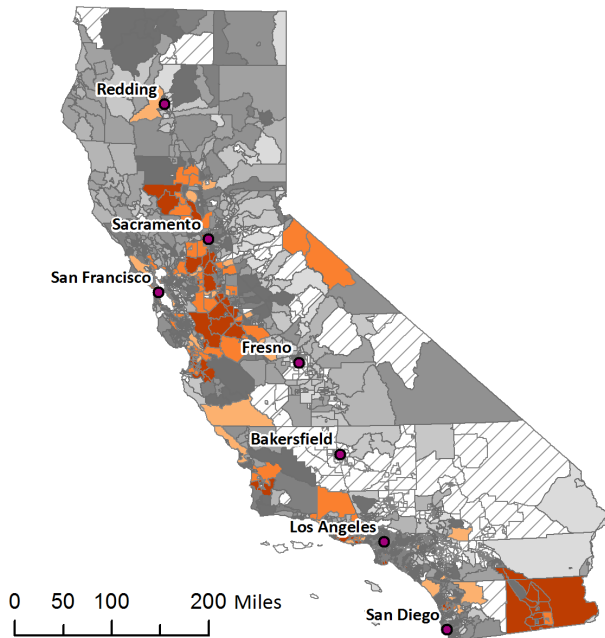 Redding
Sacramento
San Francisco
Fresno
Bakersfield
Los Angeles
San Diego
0 50 100 200 Miles